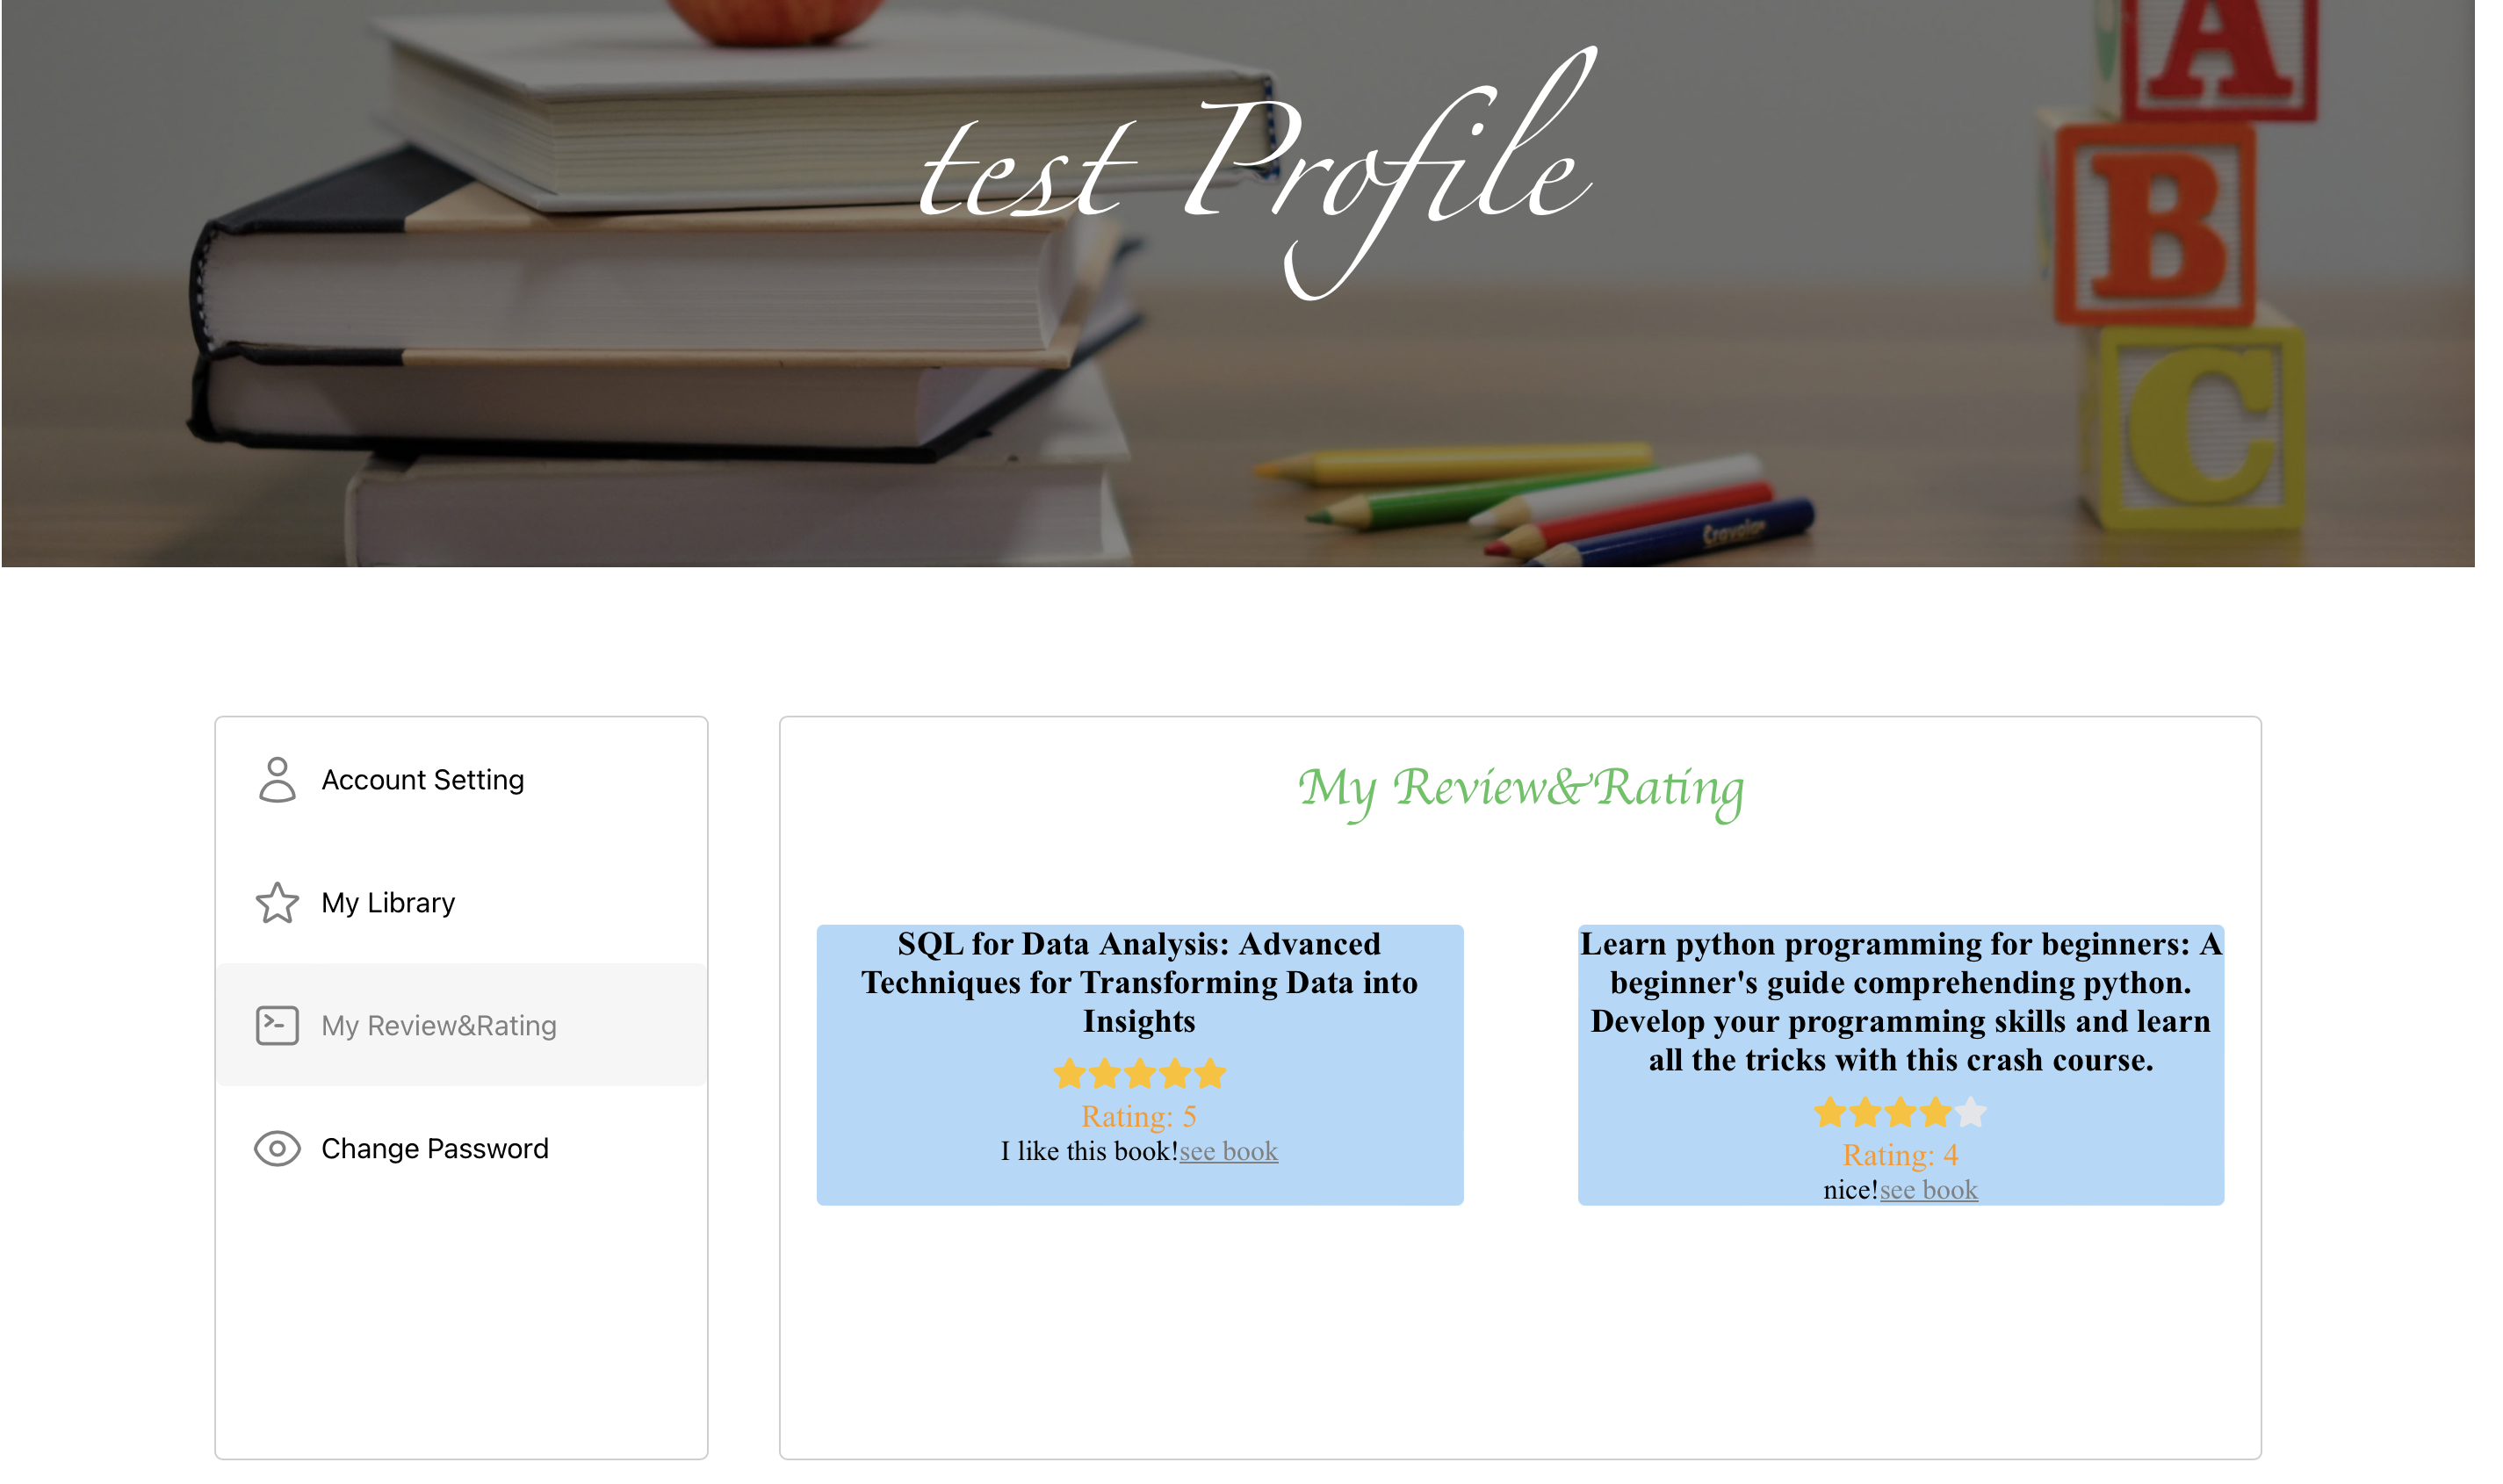 A
test Profile
B
C
Crayola
Account Setting
My Library
My Review&Rating
Change Password
My Review&Rating
SQL for Data Analysis: Advanced
Techniques for Transforming Data into
Insights
Rating: 5
I like this book!see book
Learn python programming for beginners: A
beginner's guide comprehending python.
Develop your programming skills and learn
all the tricks with this crash course.
Rating: 4
nice!see book